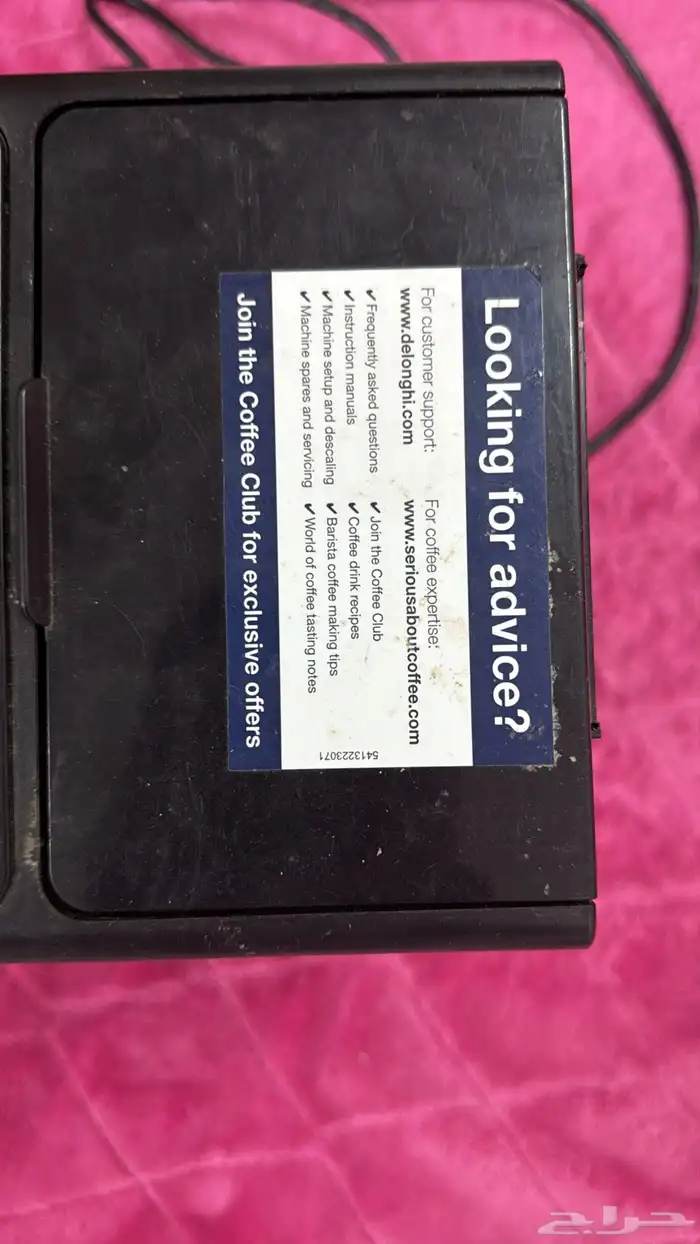 Looking for advice?
For customer support:
www.delonghi.com
✔ Frequently asked questions
✔ Instruction manuals
✔ Machine setup and descaling
✔ Machine spares and servicing
For coffee expertise:
www.seriousaboutcoffee.com
✔ Join the Coffee Club
✔ Coffee drink recipes
✔ Barista coffee making tips
✔ World of coffee tasting notes
5413223071
Join the Coffee Club for exclusive offers
حراج